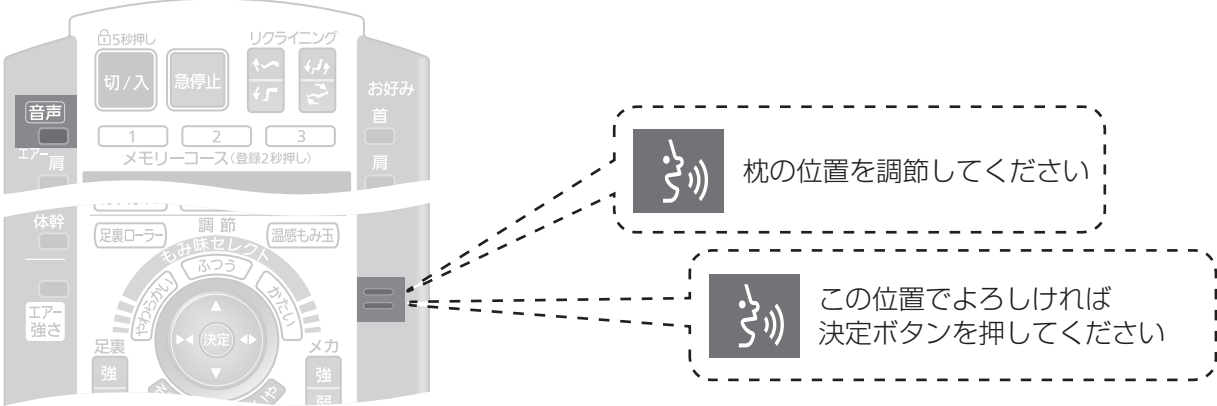 5秒押し
リクライニング
切/入
急停止
お好み
音声
首
1
2
3
エアー
肩
肩
メモリーコース(登録2秒押し)
体幹
足裏ローラー
調節
温感もみ玉
もみ味セレクト
ふつう
やわらかい
かたい
エアー
強さ
決定
足裏
メカ
強
強
弱
枕の位置を調節してください
この位置でよろしければ
決定ボタンを押してください